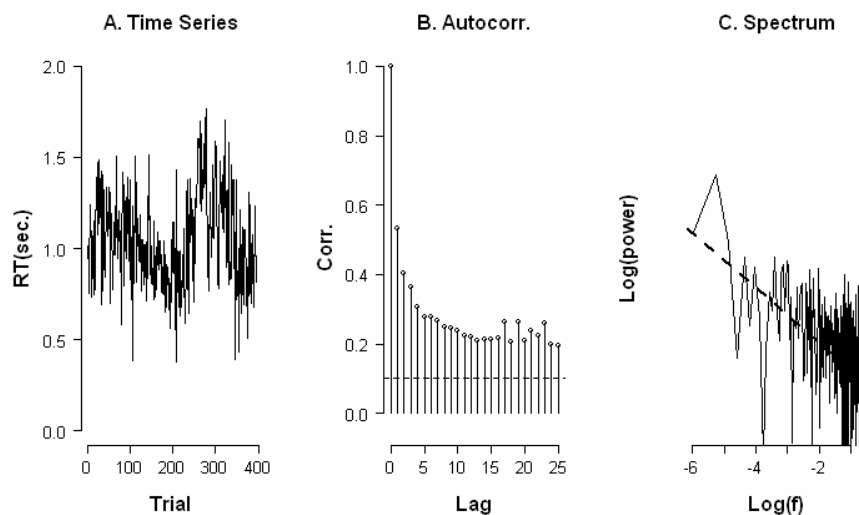 A. Time Series
B. Autocorr.
C. Spectrum
2.0
1.5
1.0
0.5
0.0
RT(sec.)
0 100 200 300 400
Trial
1.0
0.8
0.6
0.4
0.2
0.0
Corr.
0 5 10 15 20 25
Lag
Log(power)
-6 -4 -2
Log(f)